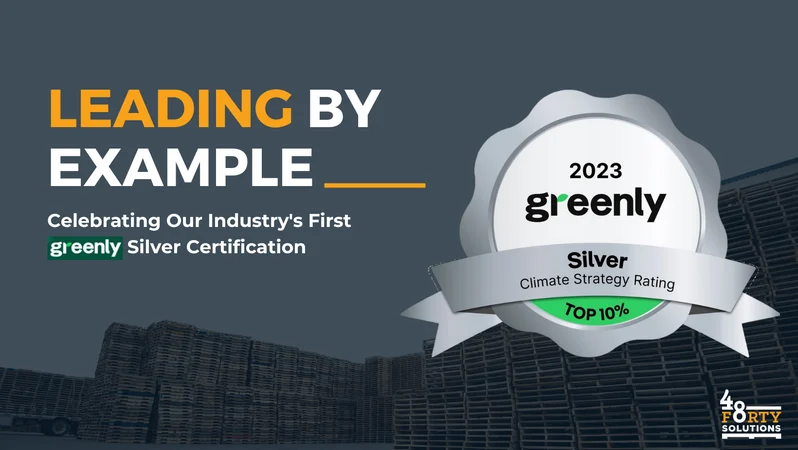 LEADING BY
EXAMPLE
Celebrating Our Industry's First
greenly Silver Certification
2023
greenly
Silver
Climate Strategy Rating
TOP 10%
48
FORTY
SOLUTIONS